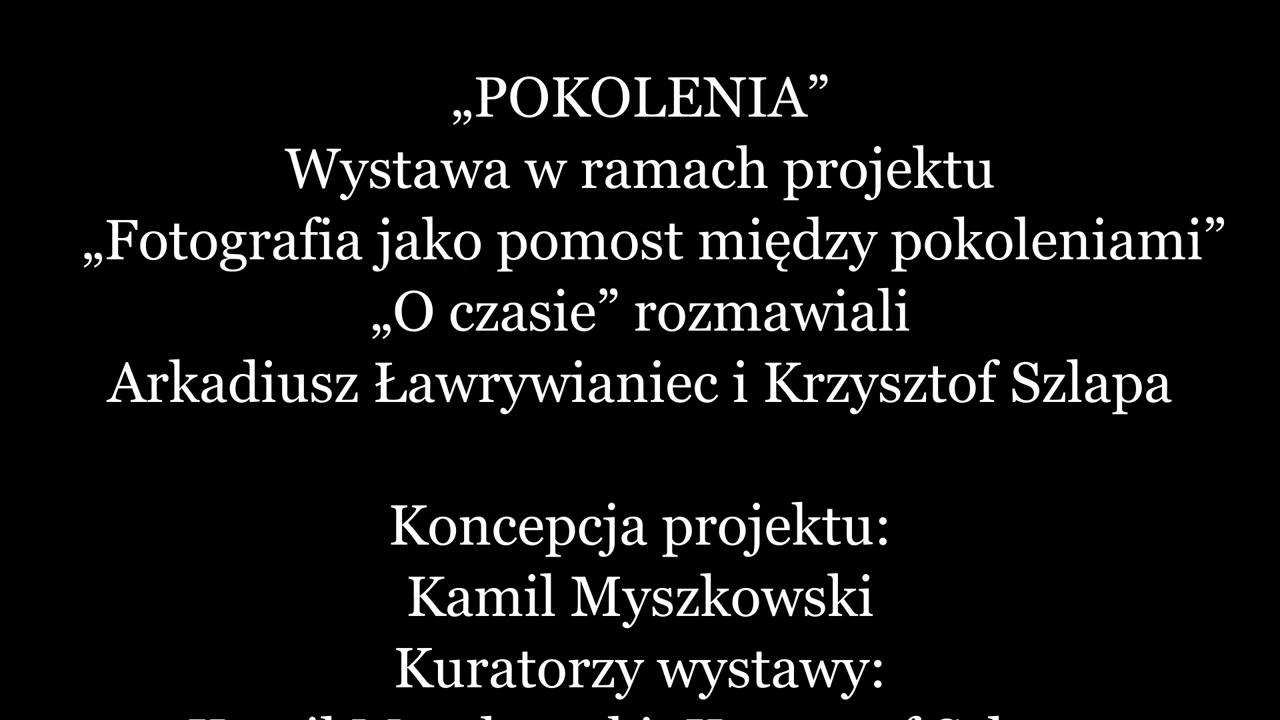 „POKOLENIA”
Wystawa w ramach projektu
„Fotografia jako pomost między pokoleniami”
„O czasie” rozmawiali
Arkadiusz Ławrywianiec i Krzysztof Szlapa
Koncepcja projektu:
Kamil Myszkowski
Kuratorzy wystawy: